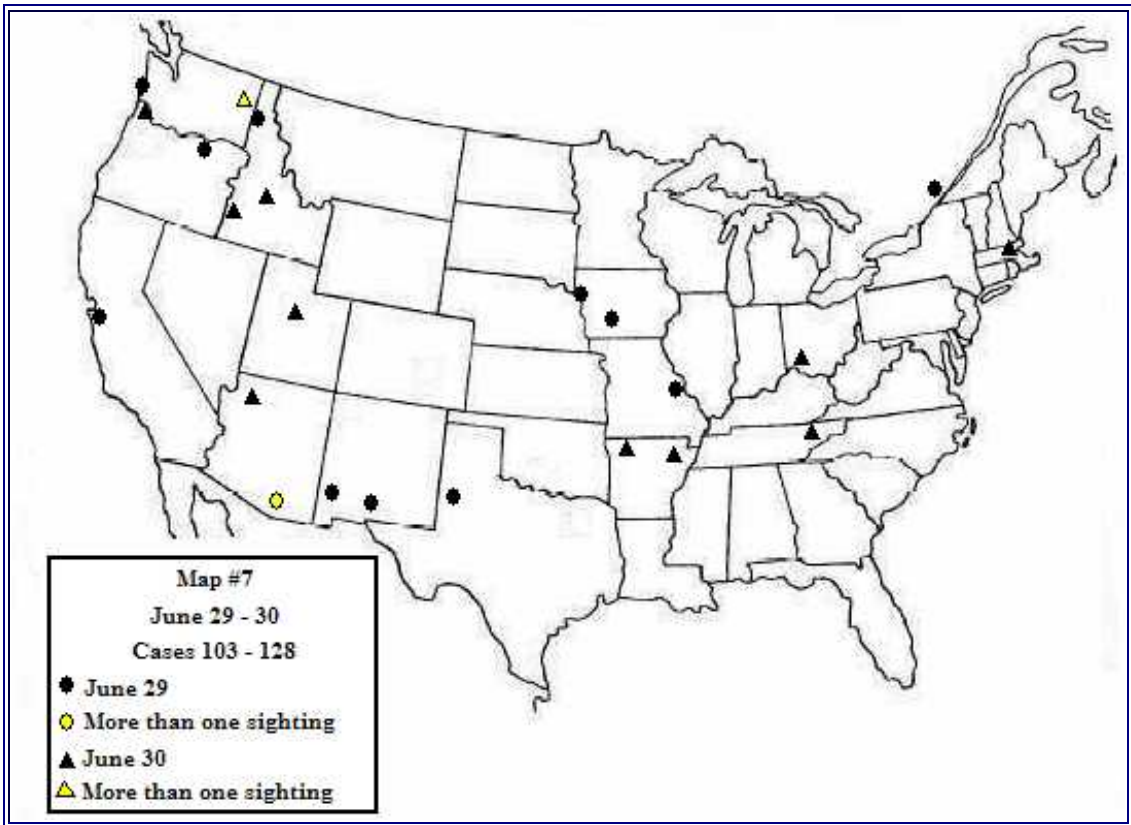 Map #7
June 29 - 30
Cases 103 - 128
June 29
More than one sighting
June 30
More than one sighting